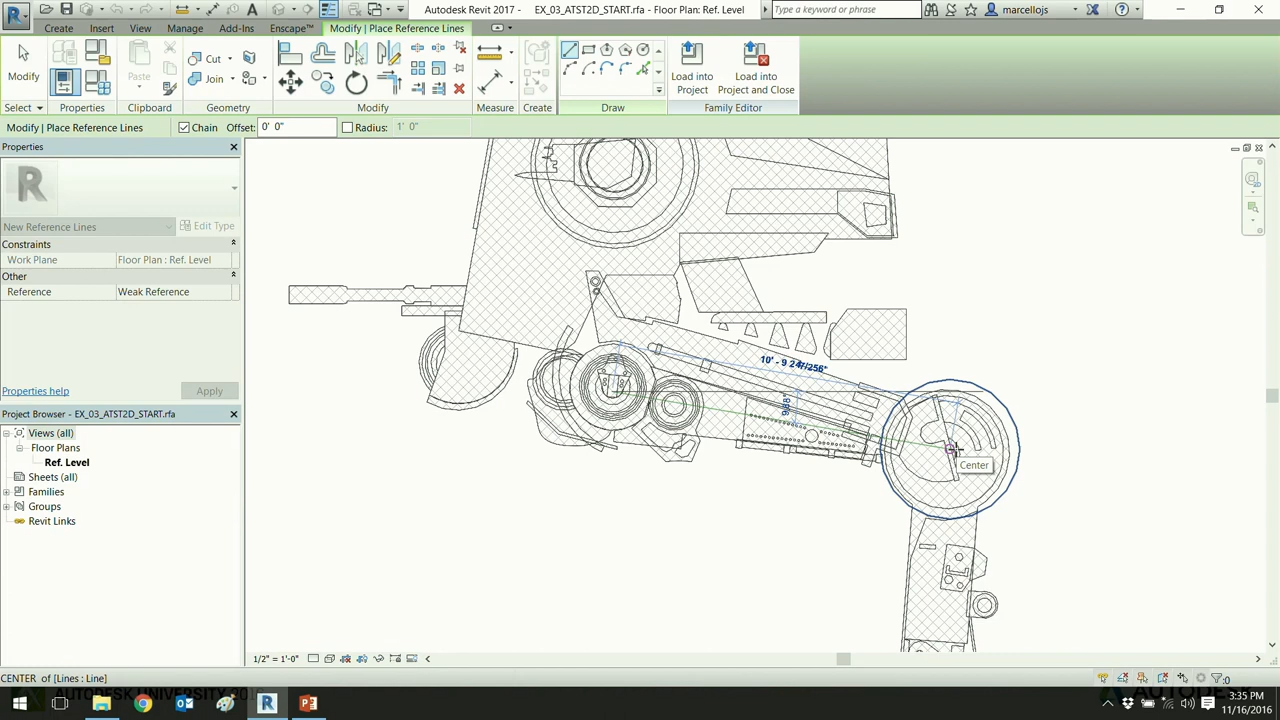 Autodesk Revit 2017 - EX_03_ATST2D_START.rfa - Floor Plan: Ref. Level
Type a keyword or phrase
marcellojs
Create Insert View Manage Add-Ins Enscape™ Modify | Place Reference Lines
Modify
Paste
Cut
Join
Load into
Project
Load into
Project and Close
Select Properties Clipboard Geometry Modify Measure Create Draw Family Editor
Modify | Place Reference Lines
Chain Offset: 0' 0" Radius: 1' 0"
Properties
New Reference Lines Edit Type
Constraints
Work Plane Floor Plan : Ref. Level
Other
Reference Weak Reference
Properties help Apply
Project Browser - EX_03_ATST2D_START.rfa
Views (all)
Floor Plans
Ref. Level
Sheets (all)
Families
Groups
Revit Links
Center
1/2" = 1'-0"
CENTER of [Lines : Line]
:0
AUTODESK UNIVERSITY
3:35 PM
11/16/2016